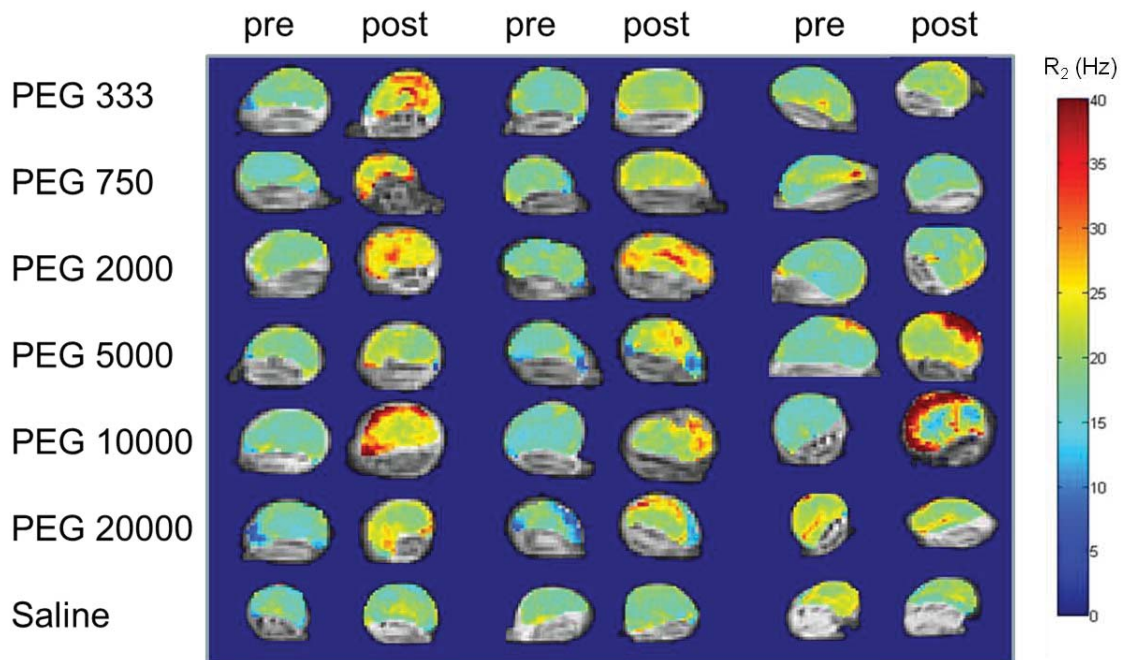 pre post pre post pre post
R₂ (Hz)
PEG 333
PEG 750
PEG 2000
PEG 5000
PEG 10000
PEG 20000
Saline
40
35
30
25
20
15
10
5
0